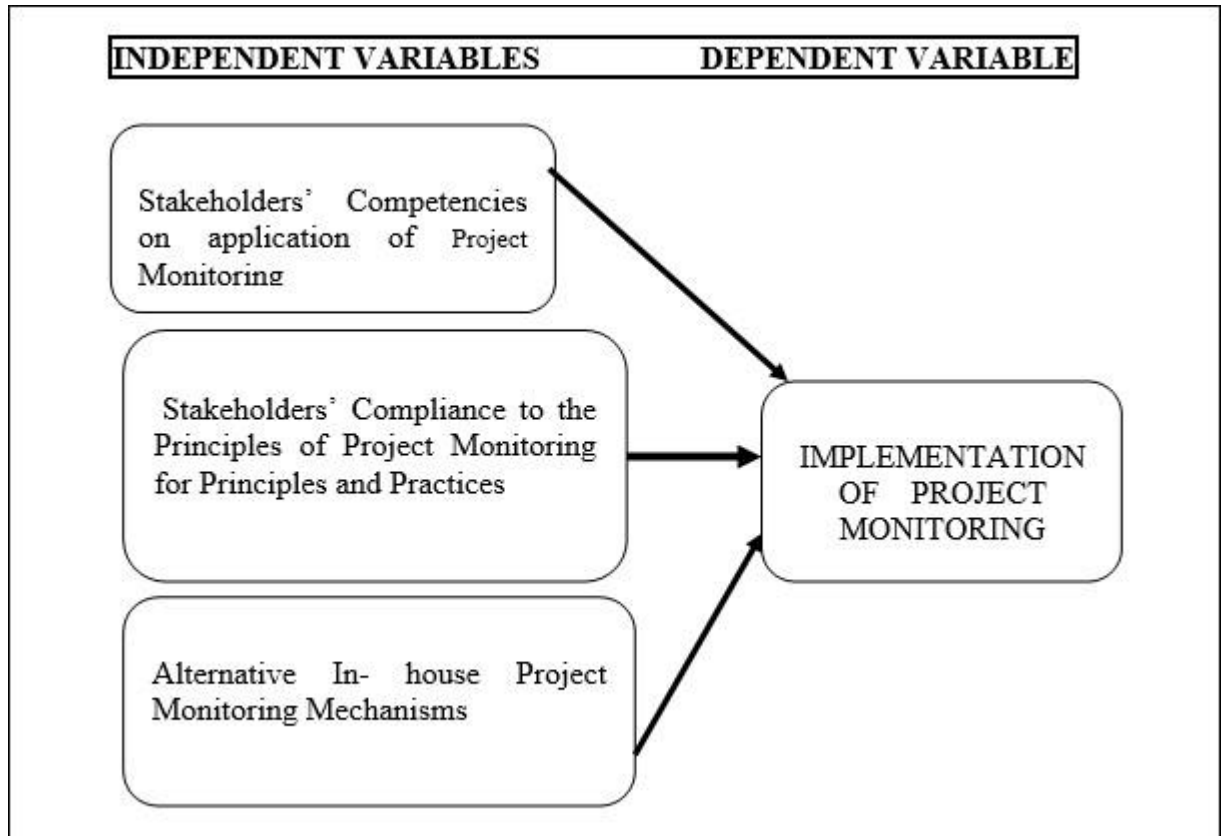 INDEPENDENT VARIABLES DEPENDENT VARIABLE
Stakeholders’ Competencies
on application of Project
Monitoring
Stakeholders’ Compliance to the
Principles of Project Monitoring
for Principles and Practices
Alternative In- house Project
Monitoring Mechanisms
IMPLEMENTATION
OF PROJECT
MONITORING